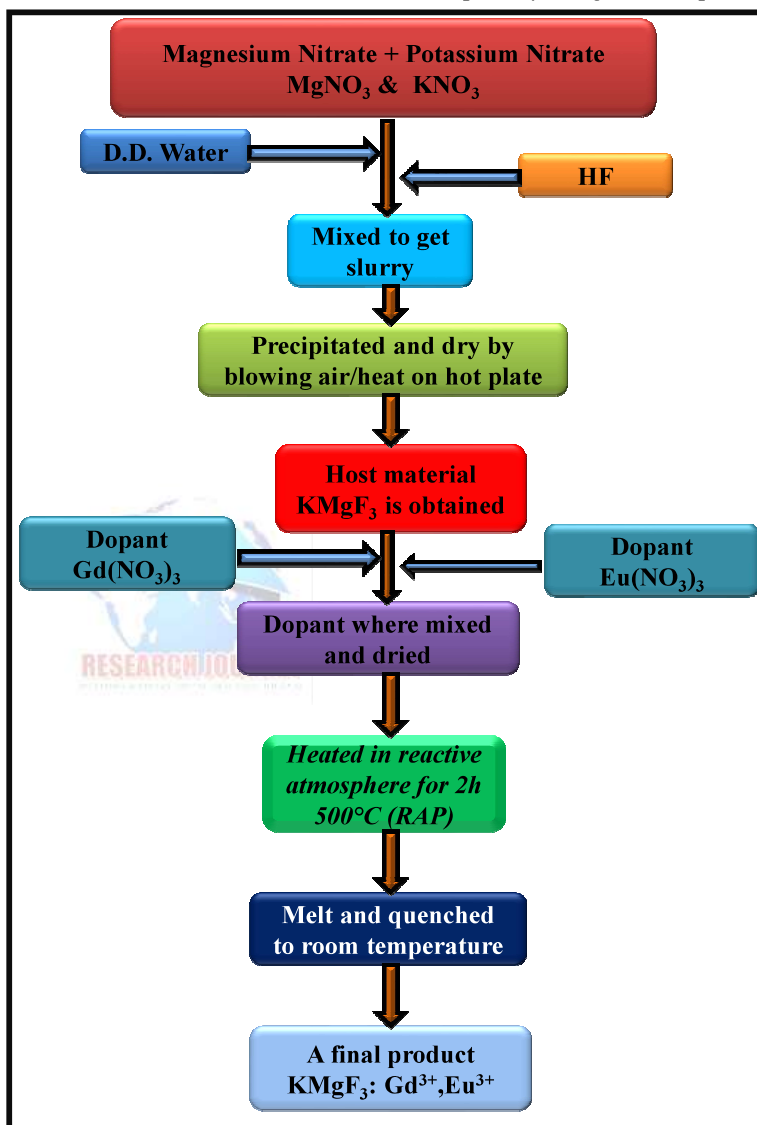 Magnesium Nitrate + Potassium Nitrate
MgNO₃ & KNO₃
D.D. Water
HF
Mixed to get
slurry
Precipitated and dry by
blowing air/heat on hot plate
Host material
KMgF₃ is obtained
Dopant
Gd(NO₃)₃
Dopant
Eu(NO₃)₃
Dopant where mixed
and dried
RESEARCH JOURNEY
Heated in reactive
atmosphere for 2h
500°C (RAP)
Melt and quenched
to room temperature
A final product
KMgF₃: Gd³⁺,Eu³⁺